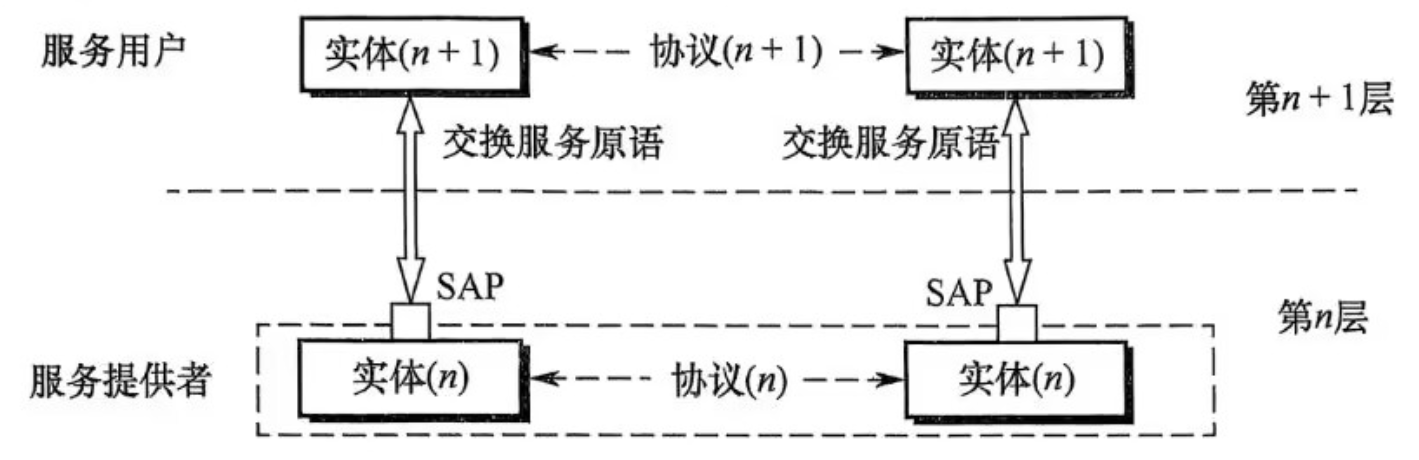 服务用户 实体(n + 1) 协议(n + 1) 实体(n + 1)
第n + 1层
交换服务原语 交换服务原语
SAP SAP
第n层
服务提供者 实体(n) 协议(n) 实体(n)